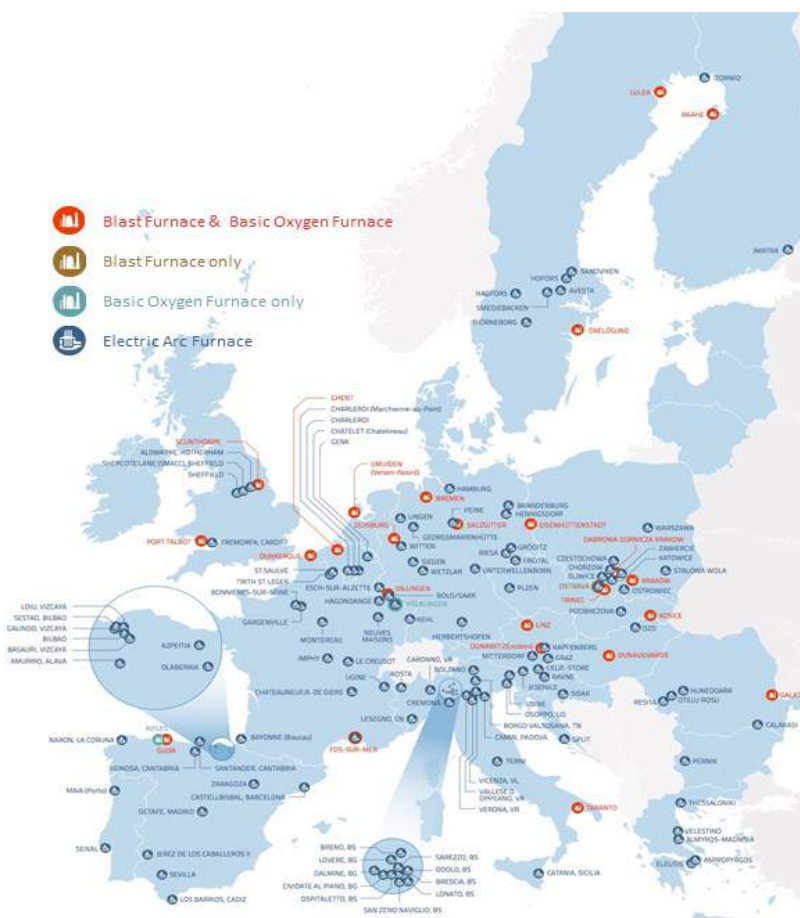 TORNIO
LULEA
RAAHE
Blast Furnace & Basic Oxygen Furnace
Blast Furnace only
Basic Oxygen Furnace only
Electric Arc Furnace
IMATRA
SANDVIKEN
HOFORS
HAGFORS
AVESTA
SMEDJEBACKEN
BJÖRNEBORG
OXELÖSUND
GHENT
CHARLEROI (Marchienne-au-Pont)
CHARLEROI
CHATELET (Chatelineau)
GENK
SCUNTHORPE
ALDWARKE, ROTHERHAM
SHEPCOTE LANE (SMACC), SHEFFIELD
SHEFFIELD
IJMUIDEN
(Velsen-Noord)
HAMBURG
BREMEN
PEINE
BRANDENBURG
HENNIGSDORF
LINGEN
SALZGITTER
EISENHÜTTENSTADT
WARSZAWA
DUISBURG
GEORGSMARIENHÜTTE
PORT TALBOT
TREMORFA, CARDIFF
DUNKERQUE
WITTEN
RIESA
GRÖDITZ
FREITAL
DABROWA GORNICZA KRAKOW
CZESTOCHOWA
ZAWIERCIE
CHORZOW
KATOWICE
GLIWICE
STALOWA WOLA
OSTRAVA
KRAKOW
OSTROWIEC
ST.SAULVE
TRITH ST LEGER
SIEGEN
WETZLAR
UNTERWELLENBORN
PLZEN
TRINEC
PODBREZOVA
KOSICE
OZD
ESCH-SUR-ALZETTE
DILLINGEN
BOUS/SAAR
BONNIERES-SUR-SEINE
HAGONDANGE
VÖLKLINGEN
GARGENVILLE
KEHL
MONTEREAU
NEUVES
MAISONS
HERBERTSHOFEN
LINZ
DONAWITZ(Leoben)
KAPFENBERG
MITTERDORF
GRAZ
DUNAUJVAROS
LOIU, VIZCAYA
SESTAO, BILBAO
GALINDO, VIZCAYA
BILBAO
BASAURI, VIZCAYA
AMURRIO, ALAVA
AZPEITIA
OLABERRIA
AMPHY
LE CREUSOT
CARONNO, VA
BOLZANO
CELJE-STORE
RAVNE
UGINE
AOSTA
JESENICE
SISAK
CHATEAUNEUF, R. DE GIERS
CREMONA
UDINE
OSOPPO, UD
HUNEDOARA
OTELU-ROSU
RESITA
GALATI
LESEGNO, CN
BORGO VALSUGANA, TN
CAMIN, PADOVA
SPLIT
CALARASI
AVILES
NARON, LA CORUNA
GIJON
BAYONNE (Boucau)
FOS-SUR-MER
REINOSA, CANTABRIA
SANTANDER, CANTABRIA
TERNI
PERNIK
MAIA (Porto)
ZARAGOZA
CASTELLBISBAL, BARCELONA
GETAFE, MADRID
VICENZA, VI
VALLESE D
OPPEANO, VR
VERONA, VR
TARANTO
THESSALONIKI
VELESTINO
ALMYROS-MAGNISIA
SEIXAL
JEREZ DE LOS CABALLEROS
SEVILLA
LOS BARRIOS, CADIZ
BRENO, BS
LOVERE, BG
DALMINE, BG
CIVIDATE AL PIANO, BG
OSPITALETTO, BS
SAN ZENO NAVIGLIO, BS
SAREZZO, BS
ODOLO, BS
BRESCIA, BS
LONATO, BS
CATANIA, SICILIA
ELEUSIS
ASPROPYRGOS